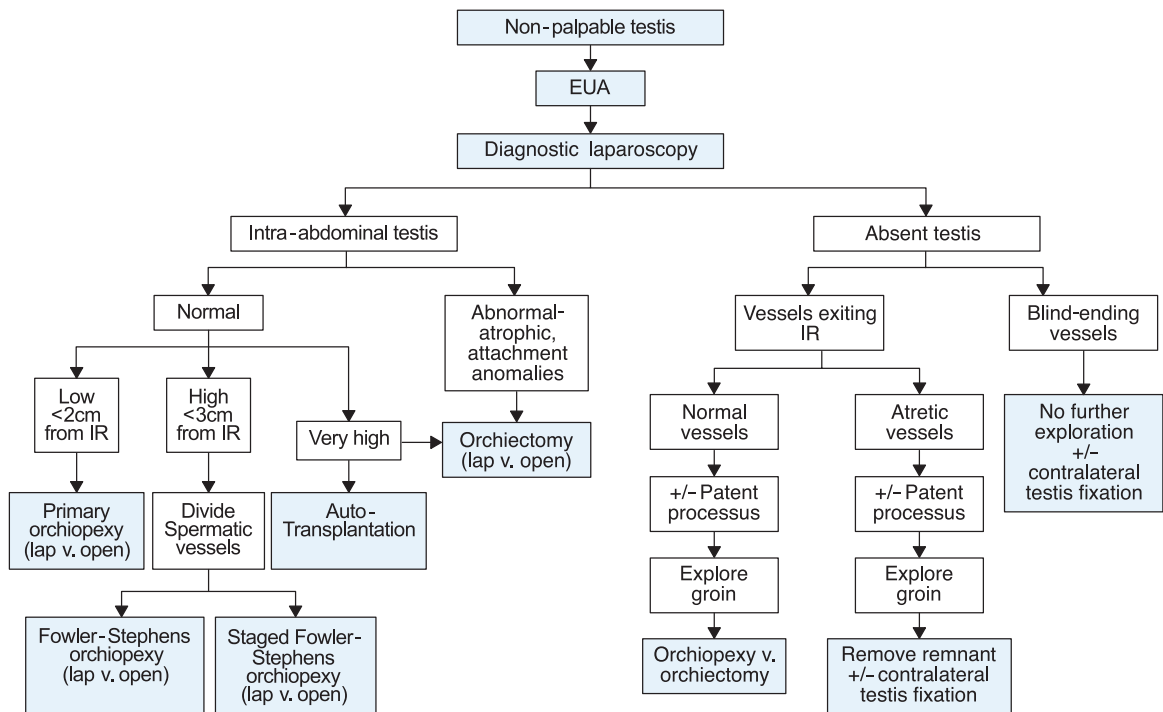 Non-palpable testis
EUA
Diagnostic laparoscopy
Intra-abdominal testis
Absent testis
Normal
Abnormal-
atrophic,
attachment
anomalies
Vessels exiting
IR
Blind-ending
vessels
Low
<2cm
from IR
High
<3cm
from IR
Very high
Orchiectomy
(lap v. open)
Normal
vessels
Atretic
vessels
No further
exploration
+/–
contralateral
testis fixation
Primary
orchiopexy
(lap v. open)
Divide
Spermatic
vessels
Auto-
Transplantation
+/- Patent
processus
+/- Patent
processus
Explore
groin
Explore
groin
Fowler-Stephens
orchiopexy
(lap v. open)
Staged Fowler-
Stephens
orchiopexy
(lap v. open)
Orchiopexy v.
orchiectomy
Remove remnant
+/-contralateral
testis fixation